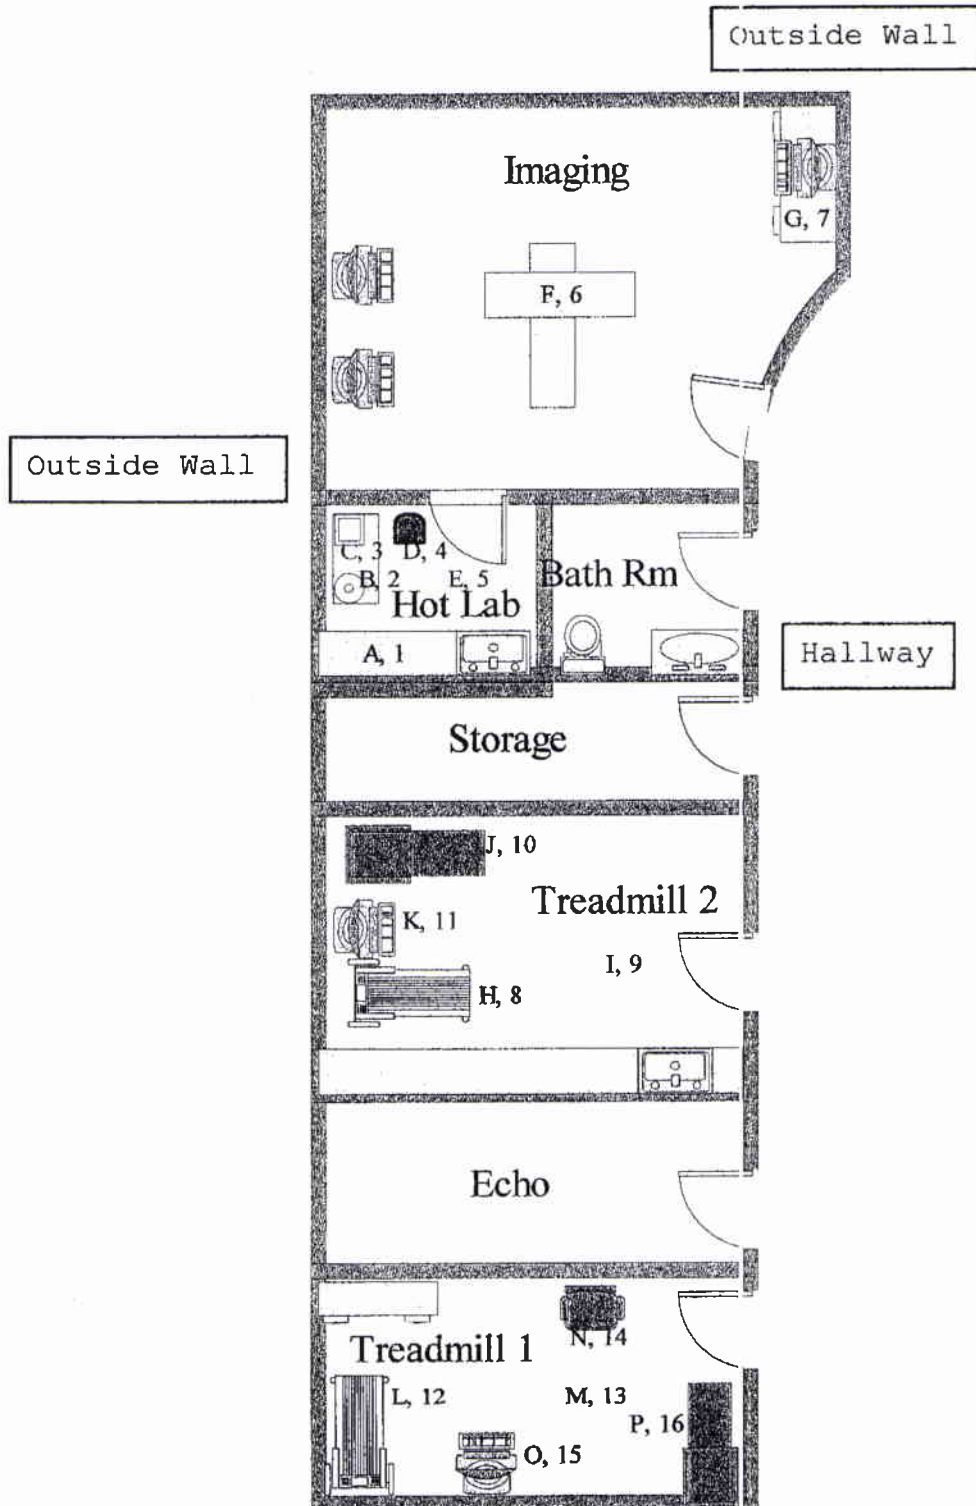 Outside Wall
Imaging
G, 7
F, 6
Outside Wall
C, 3
D, 4
B, 2
E, 5
Bath Rm
Hot Lab
A, 1
Hallway
Storage
J, 10
Treadmill 2
K, 11
I, 9
H, 8
Echo
N, 14
Treadmill 1
L, 12
M, 13
P, 16
O, 15